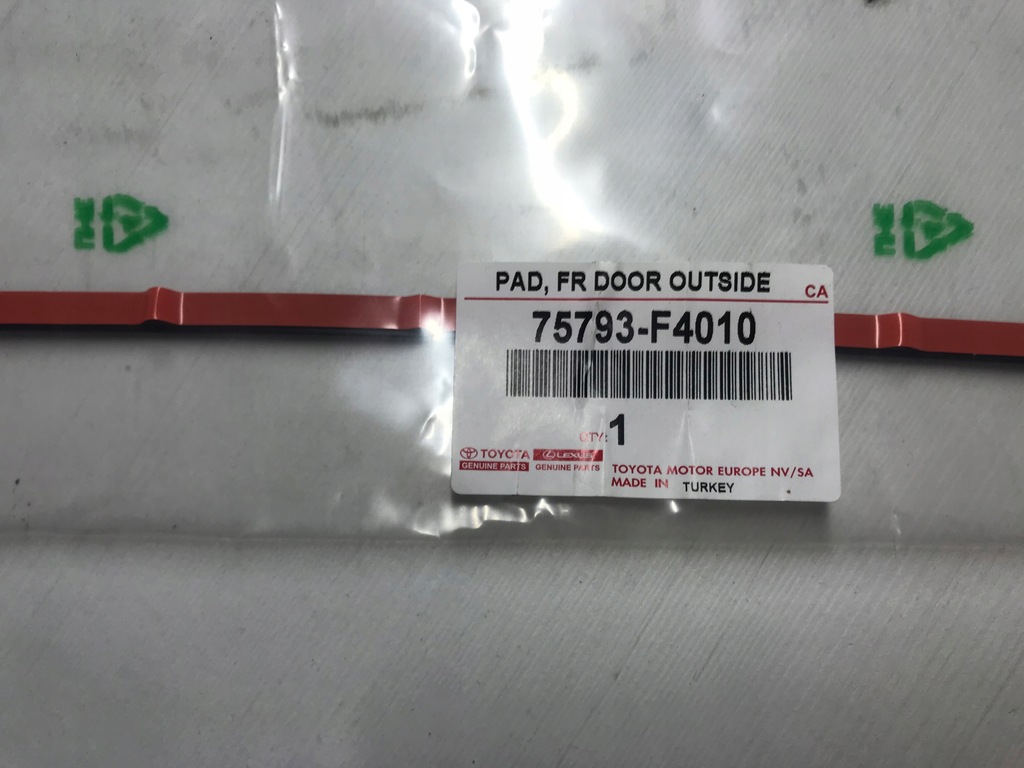 PAD, FR DOOR OUTSIDE
CA
75793-F4010
QTY: 1
TOYOTA
GENUINE PARTS
LEXUS
GENUINE PARTS
TOYOTA MOTOR EUROPE NV/SA
MADE IN TURKEY